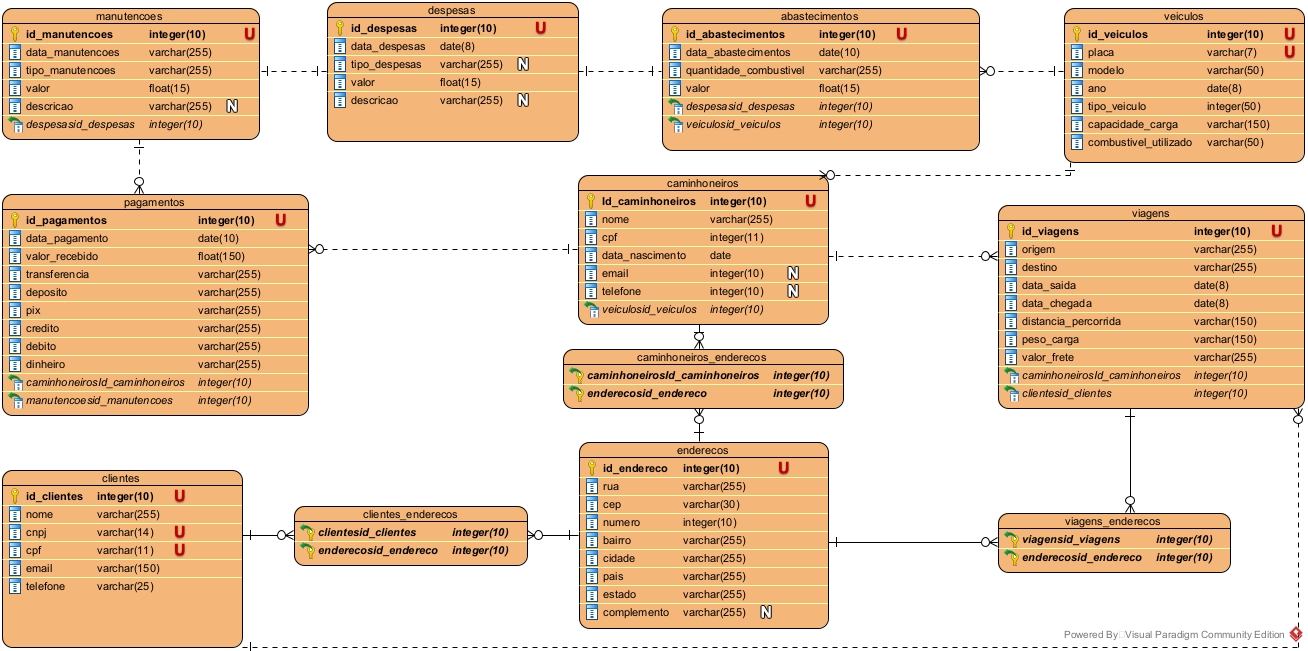 manutencoes
id_manutencoes integer(10) U
data_manutencoes varchar(255)
tipo_manutencoes varchar(255)
valor float(15)
descricao varchar(255) N
despesasid_despesas integer(10)
despesas
id_despesas integer(10) U
data_despesas date(8)
tipo_despesas varchar(255) N
valor float(15)
descricao varchar(255) N
abastecimentos
id_abastecimentos integer(10) U
data_abastecimentos date(10)
quantidade_combustivel varchar(255)
valor float(15)
despesasid_despesas integer(10)
veiculosid_veiculos integer(10)
veiculos
id_veiculos integer(10) U
placa varchar(7) U
modelo varchar(50)
ano date(8)
tipo_veiculo integer(50)
capacidade_carga varchar(150)
combustivel_utilizado varchar(50)
pagamentos
id_pagamentos integer(10) U
data_pagamento date(10)
valor_recebido float(150)
transferencia varchar(255)
deposito varchar(255)
pix varchar(255)
credito varchar(255)
debito varchar(255)
dinheiro varchar(255)
caminhoneirosId_caminhoneiros integer(10)
manutencoesid_manutencoes integer(10)
caminhoneiros
Id_caminhoneiros integer(10) U
nome varchar(255)
cpf integer(11)
data_nascimento date
email integer(10) N
telefone integer(10) N
veiculosid_veiculos integer(10)
viagens
id_viagens integer(10) U
origem varchar(255)
destino varchar(255)
data_saida date(8)
data_chegada date(8)
distancia_percorrida varchar(150)
peso_carga varchar(150)
valor_frete varchar(255)
caminhoneirosId_caminhoneiros integer(10)
clientesid_clientes integer(10)
caminhoneiros_enderecos
caminhoneirosId_caminhoneiros integer(10)
enderecosid_endereco integer(10)
clientes
id_clientes integer(10) U
nome varchar(255)
cnpj varchar(14) U
cpf varchar(11) U
email varchar(150)
telefone varchar(25)
clientes_enderecos
clientesid_clientes integer(10)
enderecosid_endereco integer(10)
enderecos
id_endereco integer(10) U
rua varchar(255)
cep varchar(30)
numero integer(10)
bairro varchar(255)
cidade varchar(255)
pais varchar(255)
estado varchar(255)
complemento varchar(255) N
viagens_enderecos
viagensid_viagens integer(10)
enderecosid_endereco integer(10)
Powered By Visual Paradigm Community Edition